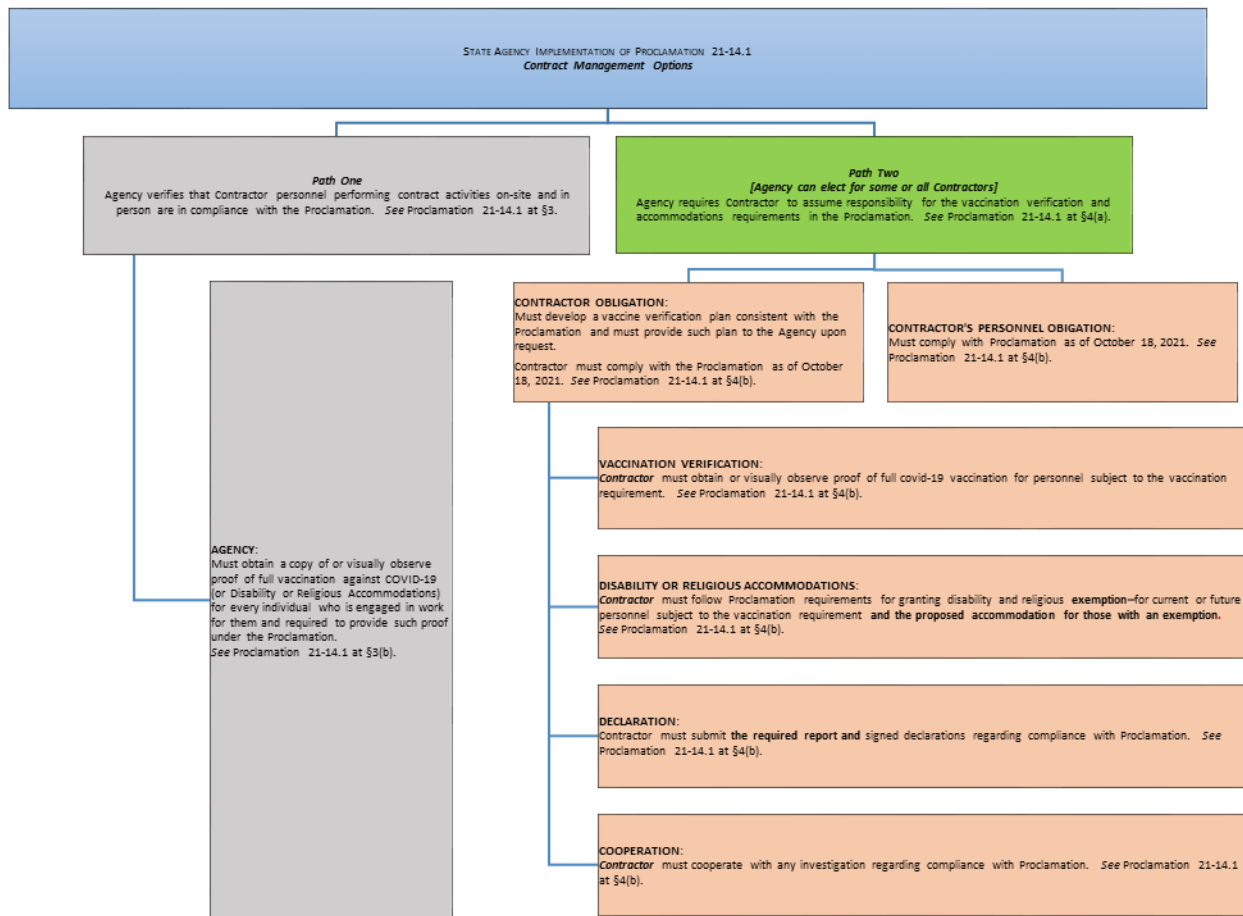 STATE AGENCY IMPLEMENTATION OF PROCLAMATION 21-14.1
Contract Management Options
Path One
Agency verifies that Contractor personnel performing contract activities on-site and in
person are in compliance with the Proclamation. See Proclamation 21-14.1 at §3.
Path Two
[Agency can elect for some or all Contractors]
Agency requires Contractor to assume responsibility for the vaccination verification and
accommodations requirements in the Proclamation. See Proclamation 21-14.1 at §4(a).
AGENCY:
Must obtain a copy of or visually observe
proof of full vaccination against COVID-19
(or Disability or Religious Accommodations)
for every individual who is engaged in work
for them and required to provide such proof
under the Proclamation.
See Proclamation 21-14.1 at §3(b).
CONTRACTOR OBLIGATION:
Must develop a vaccine verification plan consistent with the
Proclamation and must provide such plan to the Agency upon
request.
Contractor must comply with the Proclamation as of October
18, 2021. See Proclamation 21-14.1 at §4(b).
CONTRACTOR'S PERSONNEL OBIGATION:
Must comply with Proclamation as of October 18, 2021. See
Proclamation 21-14.1 at §4(b).
VACCINATION VERIFICATION:
Contractor must obtain or visually observe proof of full covid-19 vaccination for personnel subject to the vaccination
requirement. See Proclamation 21-14.1 at §4(b).
DISABILITY OR RELIGIOUS ACCOMMODATIONS:
Contractor must follow Proclamation requirements for granting disability and religious exemption—for current or future
personnel subject to the vaccination requirement and the proposed accommodation for those with an exemption.
See Proclamation 21-14.1 at §4(b).
DECLARATION:
Contractor must submit the required report and signed declarations regarding compliance with Proclamation. See
Proclamation 21-14.1 at §4(b).
COOPERATION:
Contractor must cooperate with any investigation regarding compliance with Proclamation. See Proclamation 21-14.1
at §4(b).